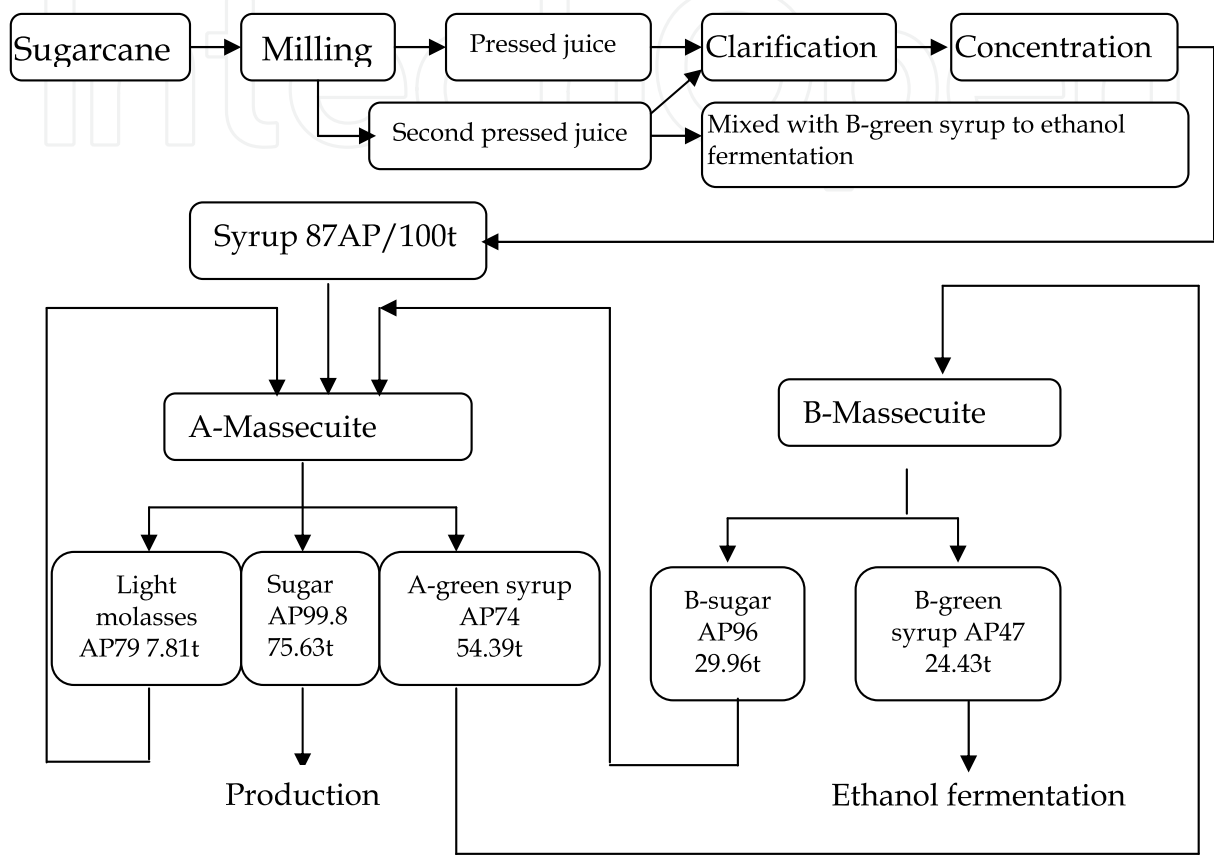 Sugarcane
Milling
Pressed juice
Clarification
Concentration
Second pressed juice
Mixed with B-green syrup to ethanol
fermentation
Syrup 87AP/100t
A-Massecuite
B-Massecuite
Light
molasses
AP79 7.81t
Sugar
AP99.8
75.63t
A-green syrup
AP74
54.39t
B-sugar
AP96
29.96t
B-green
syrup AP47
24.43t
Production
Ethanol fermentation